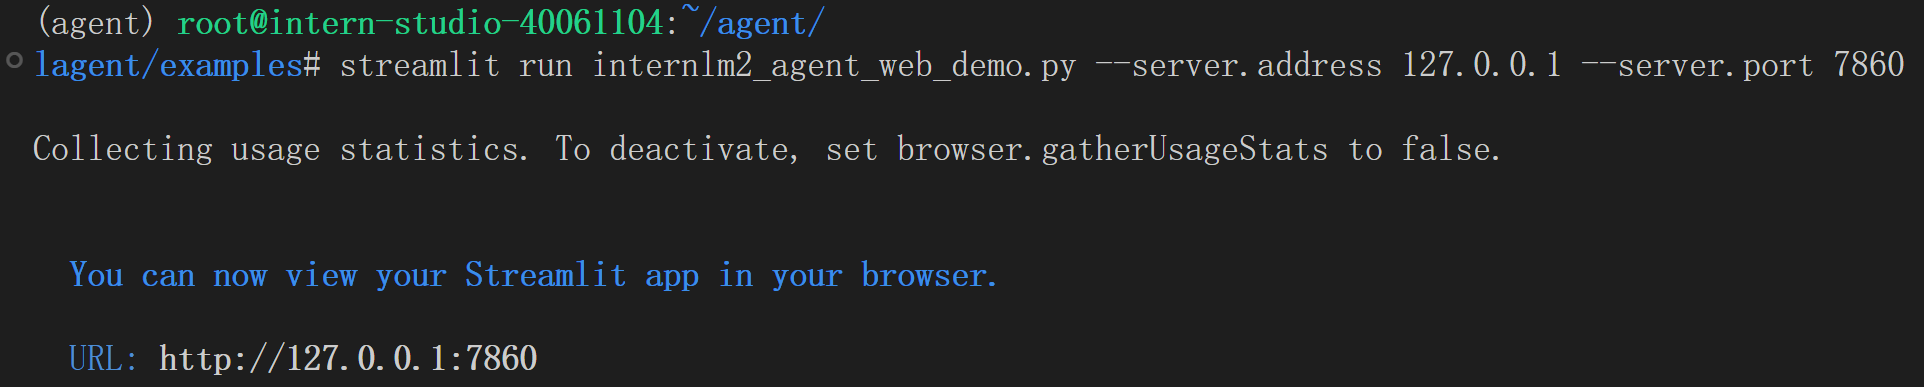 (agent) root@intern-studio-40061104:~/agent/
lagent/examples# streamlit run internlm2_agent_web_demo.py --server.address 127.0.0.1 --server.port 7860
Collecting usage statistics. To deactivate, set browser.gatherUsageStats to false.
You can now view your Streamlit app in your browser.
URL: http://127.0.0.1:7860